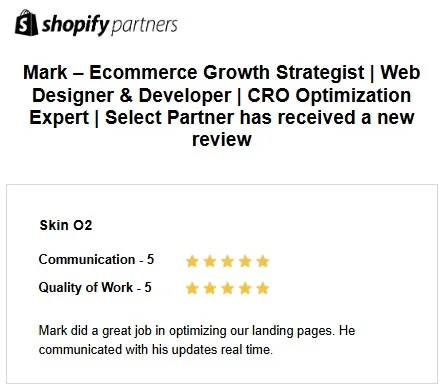 shopify partners
Mark – Ecommerce Growth Strategist | Web
Designer & Developer | CRO Optimization
Expert | Select Partner has received a new
review
Skin O2
Communication - 5
Quality of Work - 5
Mark did a great job in optimizing our landing pages. He
communicated with his updates real time.